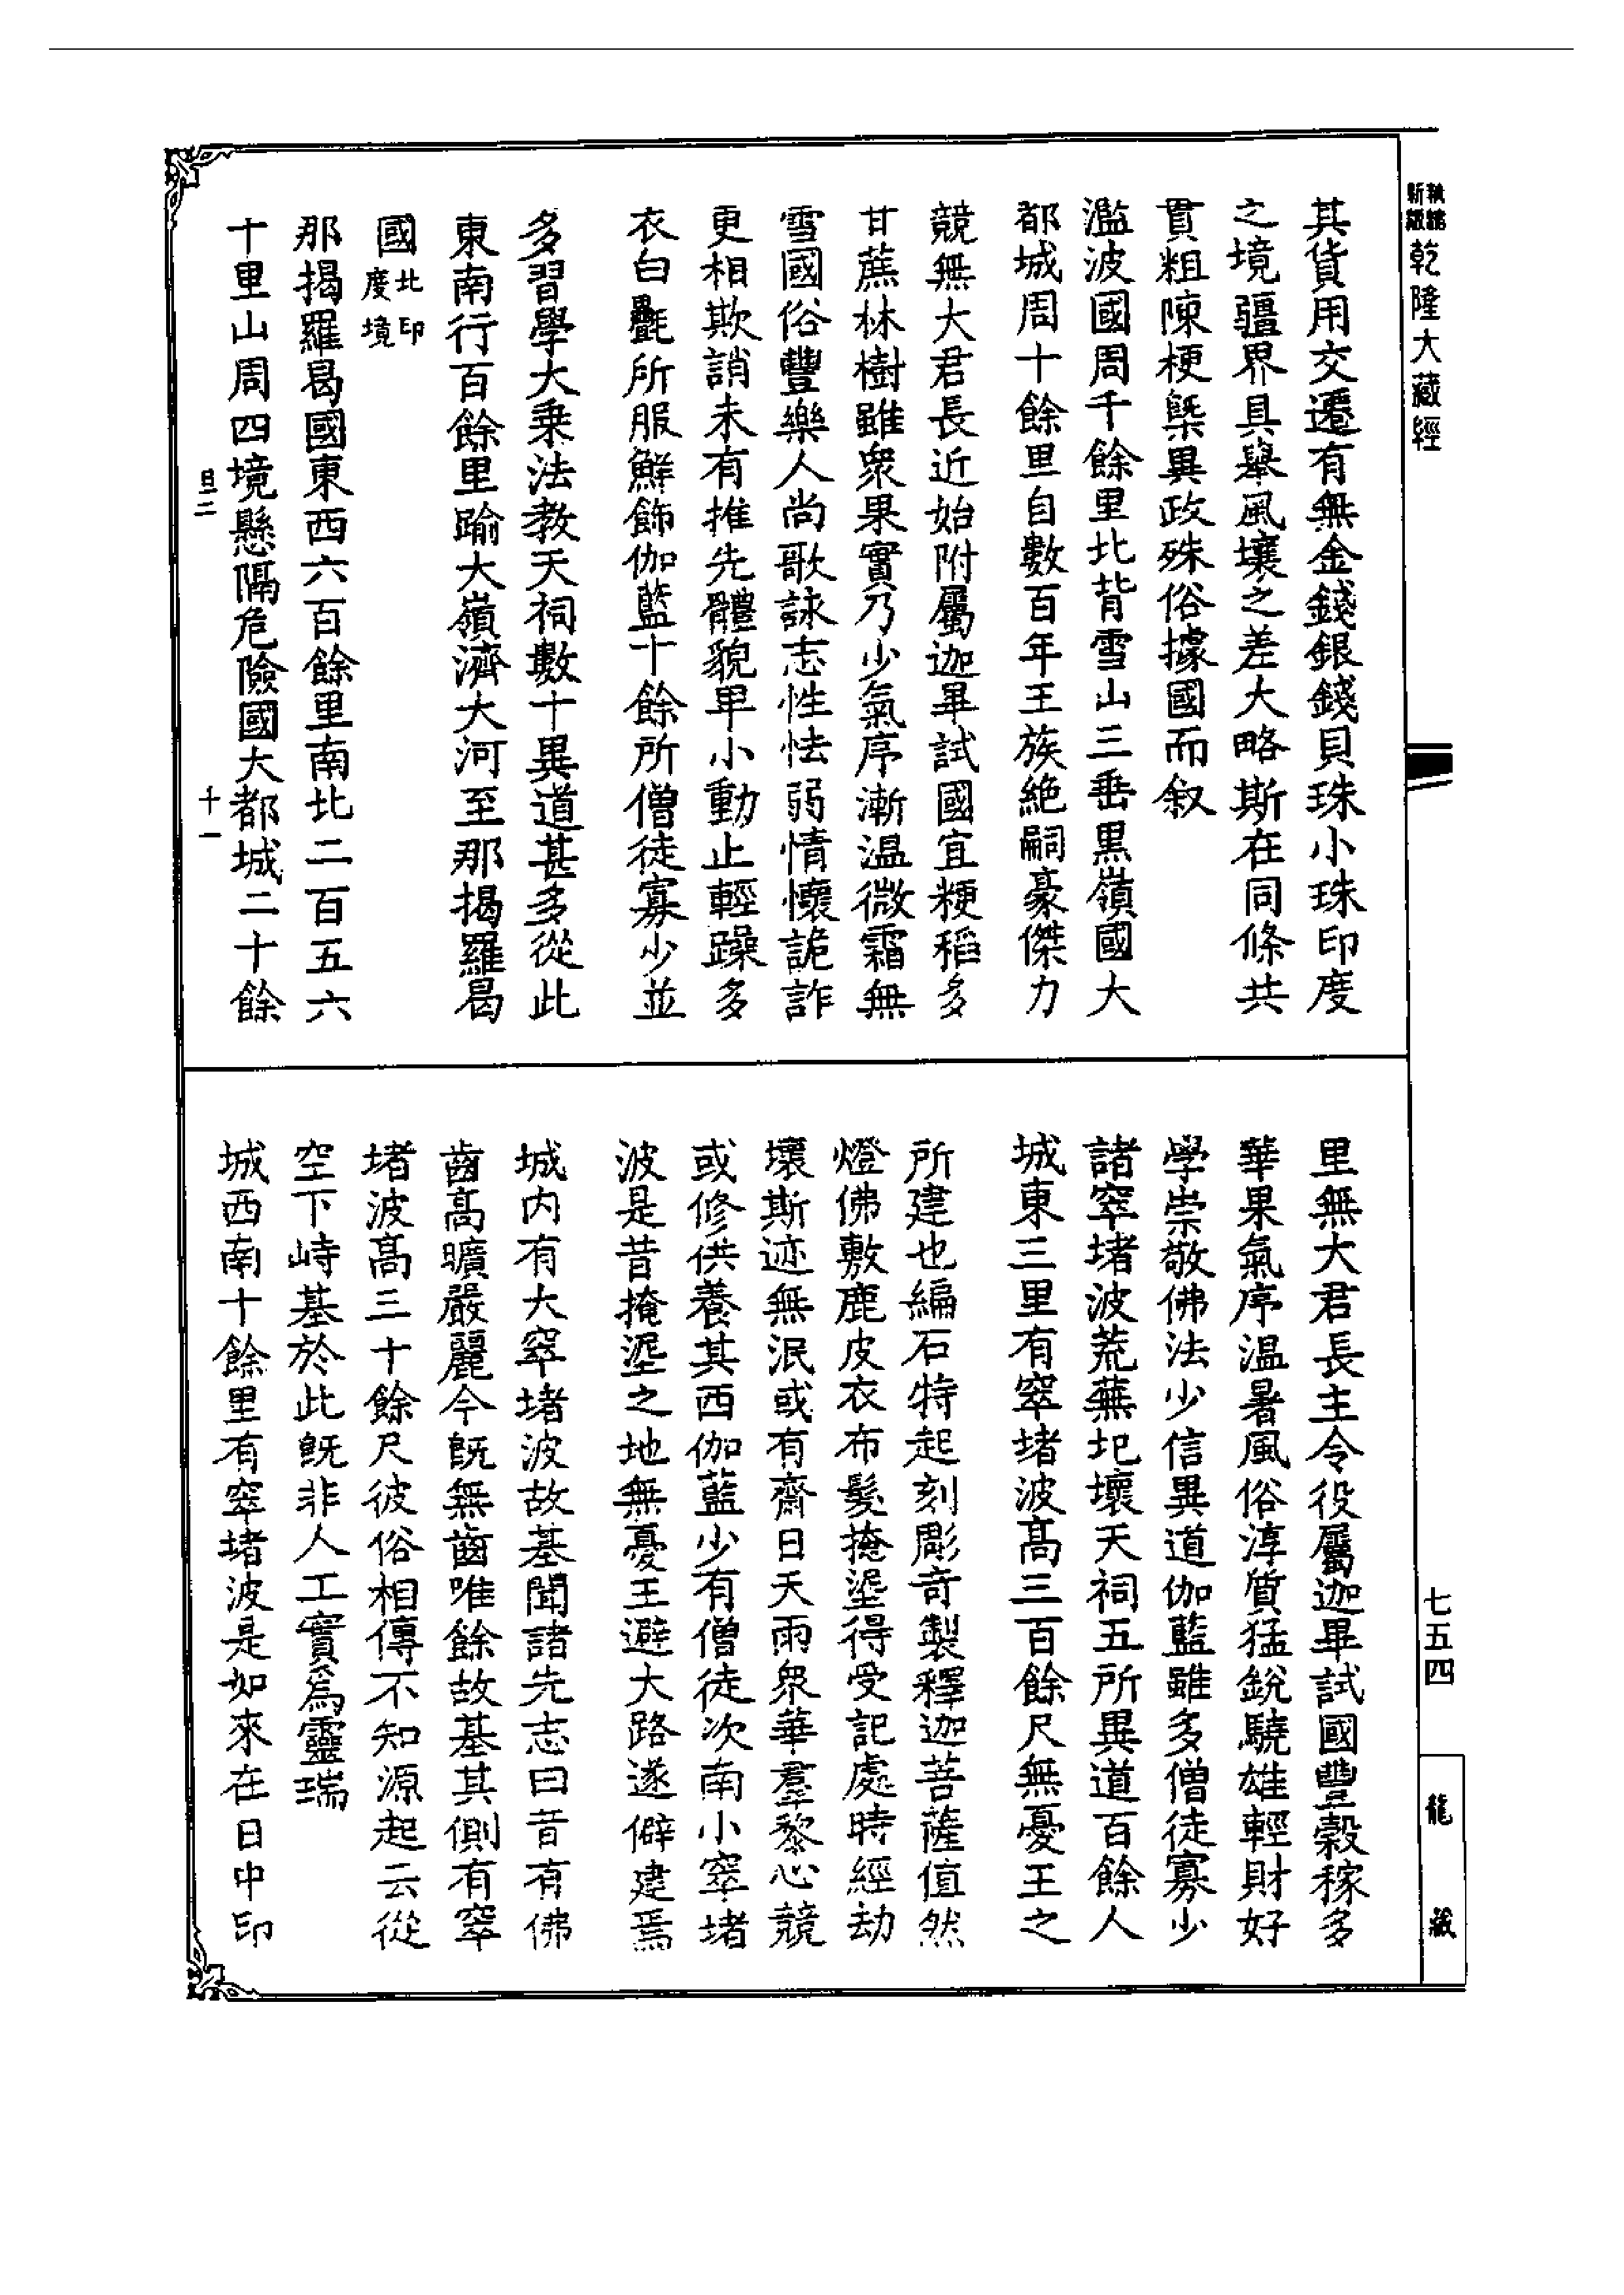 新編縮本乾隆大藏經
其貨用交遷有無金錢銀錢貝珠小珠印度
之境疆界具舉風壤之差大略斯在同條共
貫粗陳梗槩異政殊俗據國而叙
濫波國周千餘里北背雪山三垂黑嶺國大
都城周十餘里自數百年王族絶嗣豪傑力
競無大君長近始附屬迦畢試國宜粳稻多
甘蔗林樹雖衆果實乃少氣序漸温微霜無
雪國俗豐樂人尚歌詠志性怯弱情懷詭詐
更相欺誚未有推先體貌卑小動止輕躁多
衣白㲲所服鮮飾伽藍十餘所僧徒寡少並
多習學大乘法教天祠數十異道甚多從此
東南行百餘里踰大嶺濟大河至那揭羅曷
國北印度境
那揭羅曷國東西六百餘里南北二百五六
十里山周四境懸隔危險國大都城二十餘
旦二 十一
里無大君長主令役屬迦畢試國豐穀稼多
華果氣序温暑風俗淳質猛銳驍雄輕財好
學崇敬佛法少信異道伽藍雖多僧徒寡少
諸窣堵波荒蕪圮壞天祠五所異道百餘人
城東三里有窣堵波高三百餘尺無憂王之
所建也編石特起刻彫奇製釋迦菩薩值然
燈佛敷鹿皮衣布髮掩埿得受記處時經劫
壞斯迹無泯或有齋日天雨衆華羣黎心競
或修供養其西伽藍少有僧徒次南小窣堵
波是昔掩埿之地無憂王避大路遂僻建焉
城内有大窣堵波故基聞諸先志曰昔有佛
齒高曠嚴麗今既無齒唯餘故基其側有窣
堵波高三十餘尺彼俗相傳不知源起云從
空下峙基於此既非人工實爲靈瑞
城西南十餘里有窣堵波是如來在日中印
七五四
龍藏